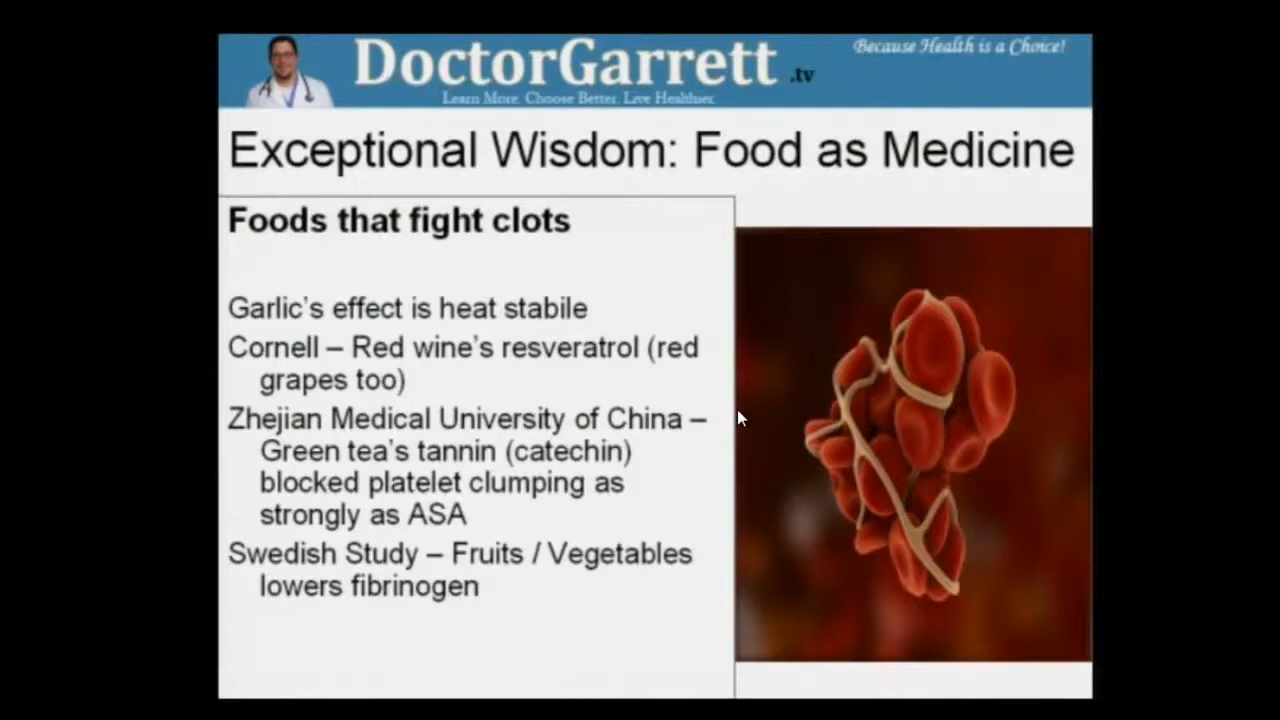 DoctorGarrett .tv
Because Health is a Choice!
Learn More. Choose Better. Live Healthier.
Exceptional Wisdom: Food as Medicine
Foods that fight clots
Garlic's effect is heat stabile
Cornell – Red wine's resveratrol (red
grapes too)
Zhejian Medical University of China –
Green tea's tannin (catechin)
blocked platelet clumping as
strongly as ASA
Swedish Study – Fruits / Vegetables
lowers fibrinogen